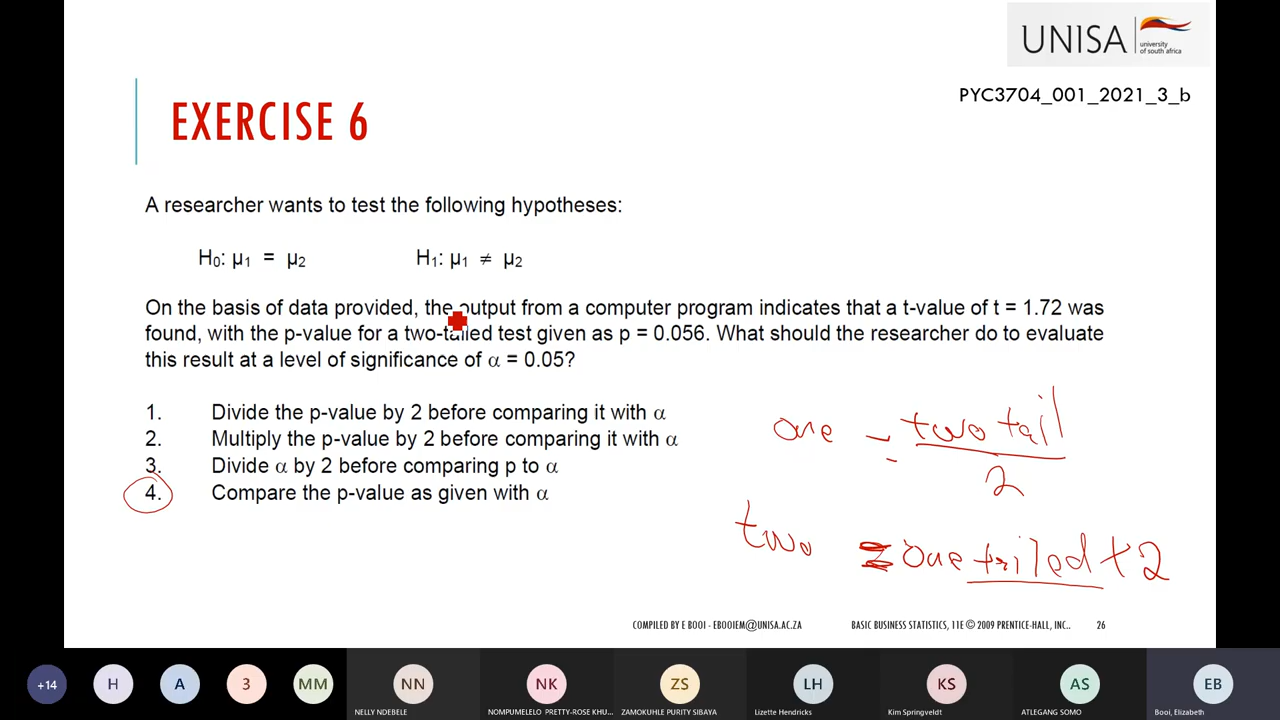 UNISA
university
of south africa
PYC3704_001_2021_3_b
EXERCISE 6
A researcher wants to test the following hypotheses:
H₀: µ₁ = µ₂ H₁: µ₁ ≠ µ₂
On the basis of data provided, the output from a computer program indicates that a t-value of t = 1.72 was
found, with the p-value for a two-tailed test given as p = 0.056. What should the researcher do to evaluate
this result at a level of significance of α = 0.05?
1. Divide the p-value by 2 before comparing it with α
2. Multiply the p-value by 2 before comparing it with α
3. Divide α by 2 before comparing p to α
4. Compare the p-value as given with α
one = two tail
2
two = one tailed × 2
COMPILED BY E BOOI - EBOOIEM@UNISA.AC.ZA BASIC BUSINESS STATISTICS, 11E © 2009 PRENTICE-HALL, INC.. 26
+14 H A 3 MM NN NK ZS LH KS AS EB
NELLY NDEBELE NOMPUMELELO PRETTY-ROSE KHU... ZAMOKUHLE PURITY SIBAYA Lizette Hendricks Kim Springveldt ATLEGANG SOMO Booi, Elizabeth